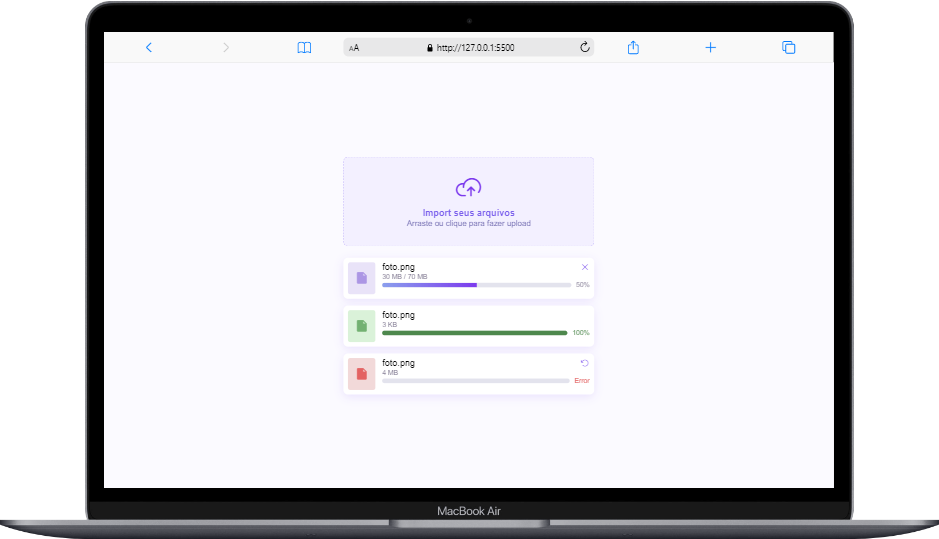 AA
http://127.0.0.1:5500
Import seus arquivos
Arraste ou clique para fazer upload
foto.png
30 MB / 70 MB
50%
foto.png
3 KB
100%
foto.png
4 MB
Error
MacBook Air